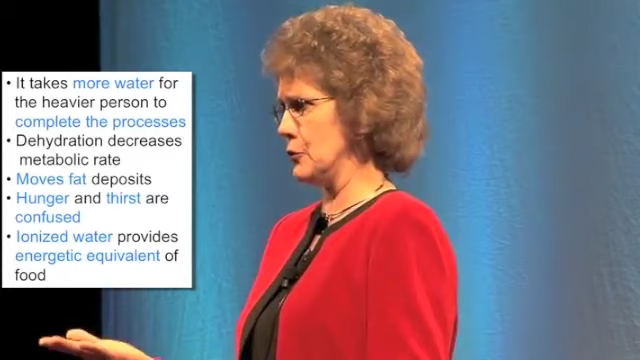 • It takes more water for
the heavier person to
complete the processes
• Dehydration decreases
metabolic rate
• Moves fat deposits
• Hunger and thirst are
confused
• Ionized water provides
energetic equivalent of
food